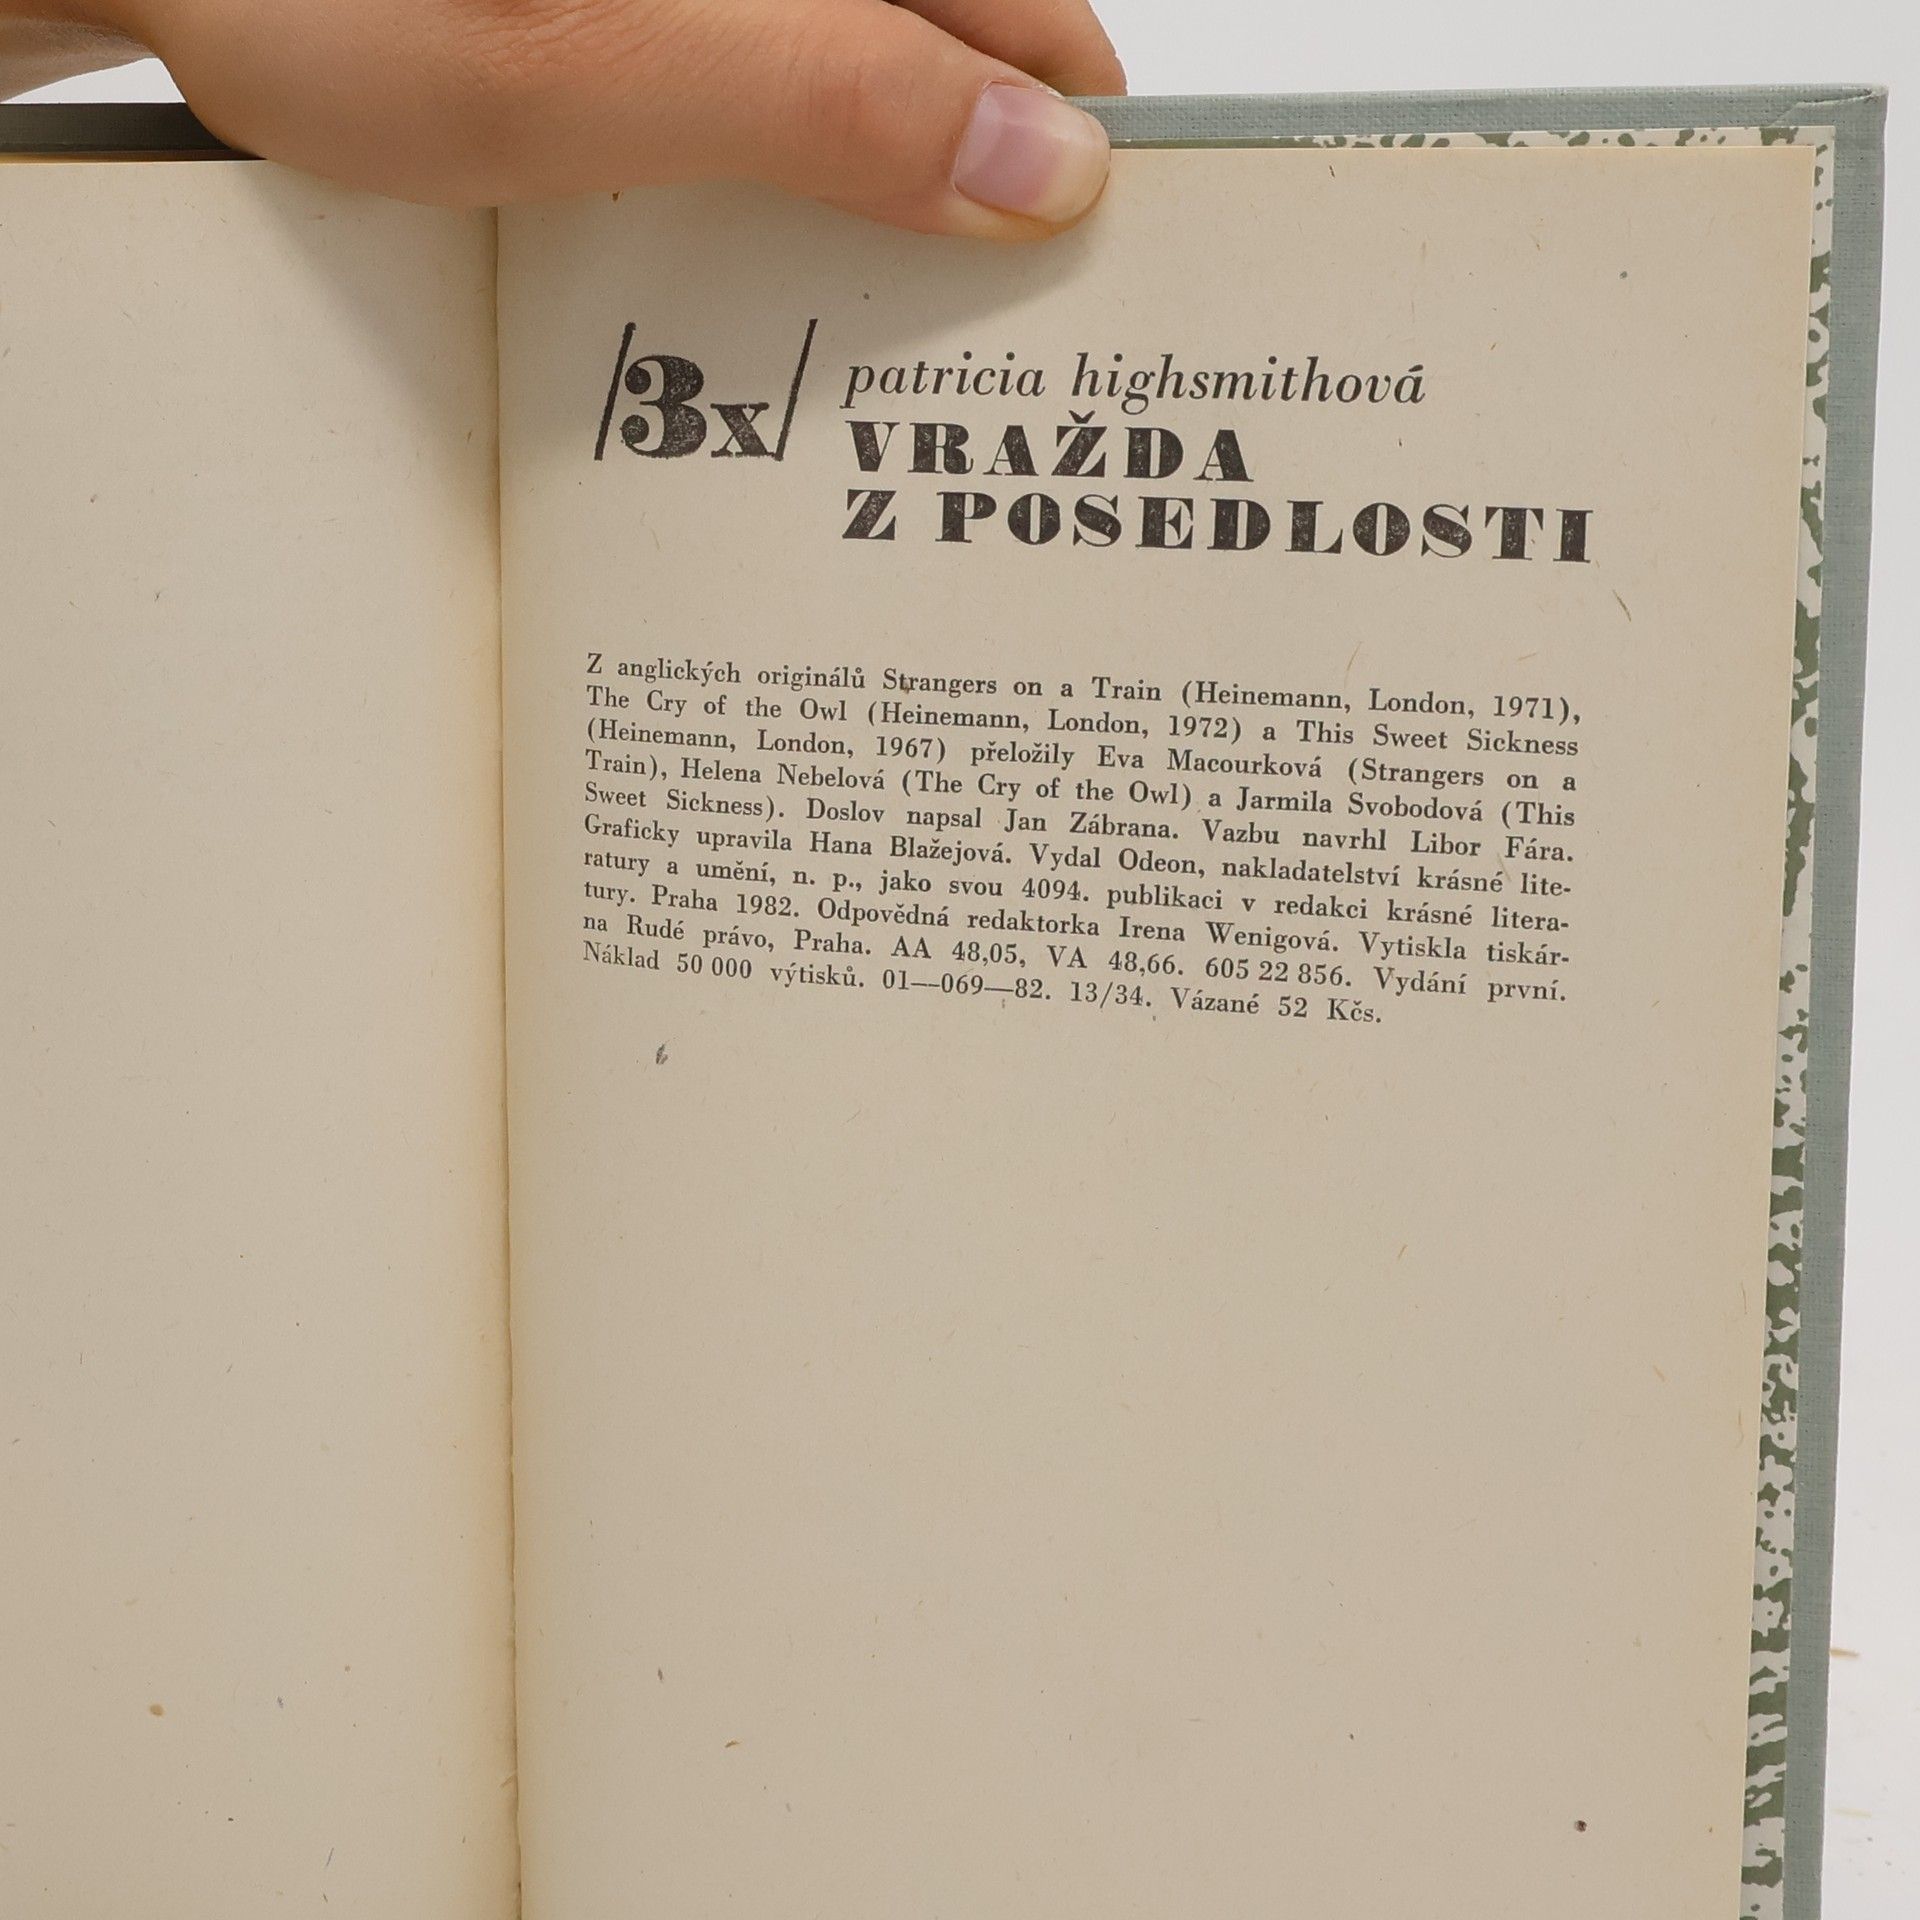 /3x/
patricia highsmithová
VRAŽDA
Z POSEDLOSTI
Z anglických originálů Strangers on a Train (Heinemann, London, 1971),
The Cry of the Owl (Heinemann, London, 1972) a This Sweet Sickness
(Heinemann, London, 1967) přeložily Eva Macourková (Strangers on a
Train), Helena Nebelová (The Cry of the Owl) a Jarmila Svobodová (This
Sweet Sickness). Doslov napsal Jan Zábrana. Vazbu navrhl Libor Fára.
Graficky upravila Hana Blažejová. Vydal Odeon, nakladatelství krásné lite-
ratury a umění, n. p., jako svou 4094. publikaci v redakci krásné litera-
tury. Praha 1982. Odpovědná redaktorka Irena Wenigová. Vytiskla tiskár-
na Rudé právo, Praha. AA 48,05, VA 48,66. 605 22 856. Vydání první.
Náklad 50 000 výtisků. 01—069—82. 13/34. Vázané 52 Kčs.